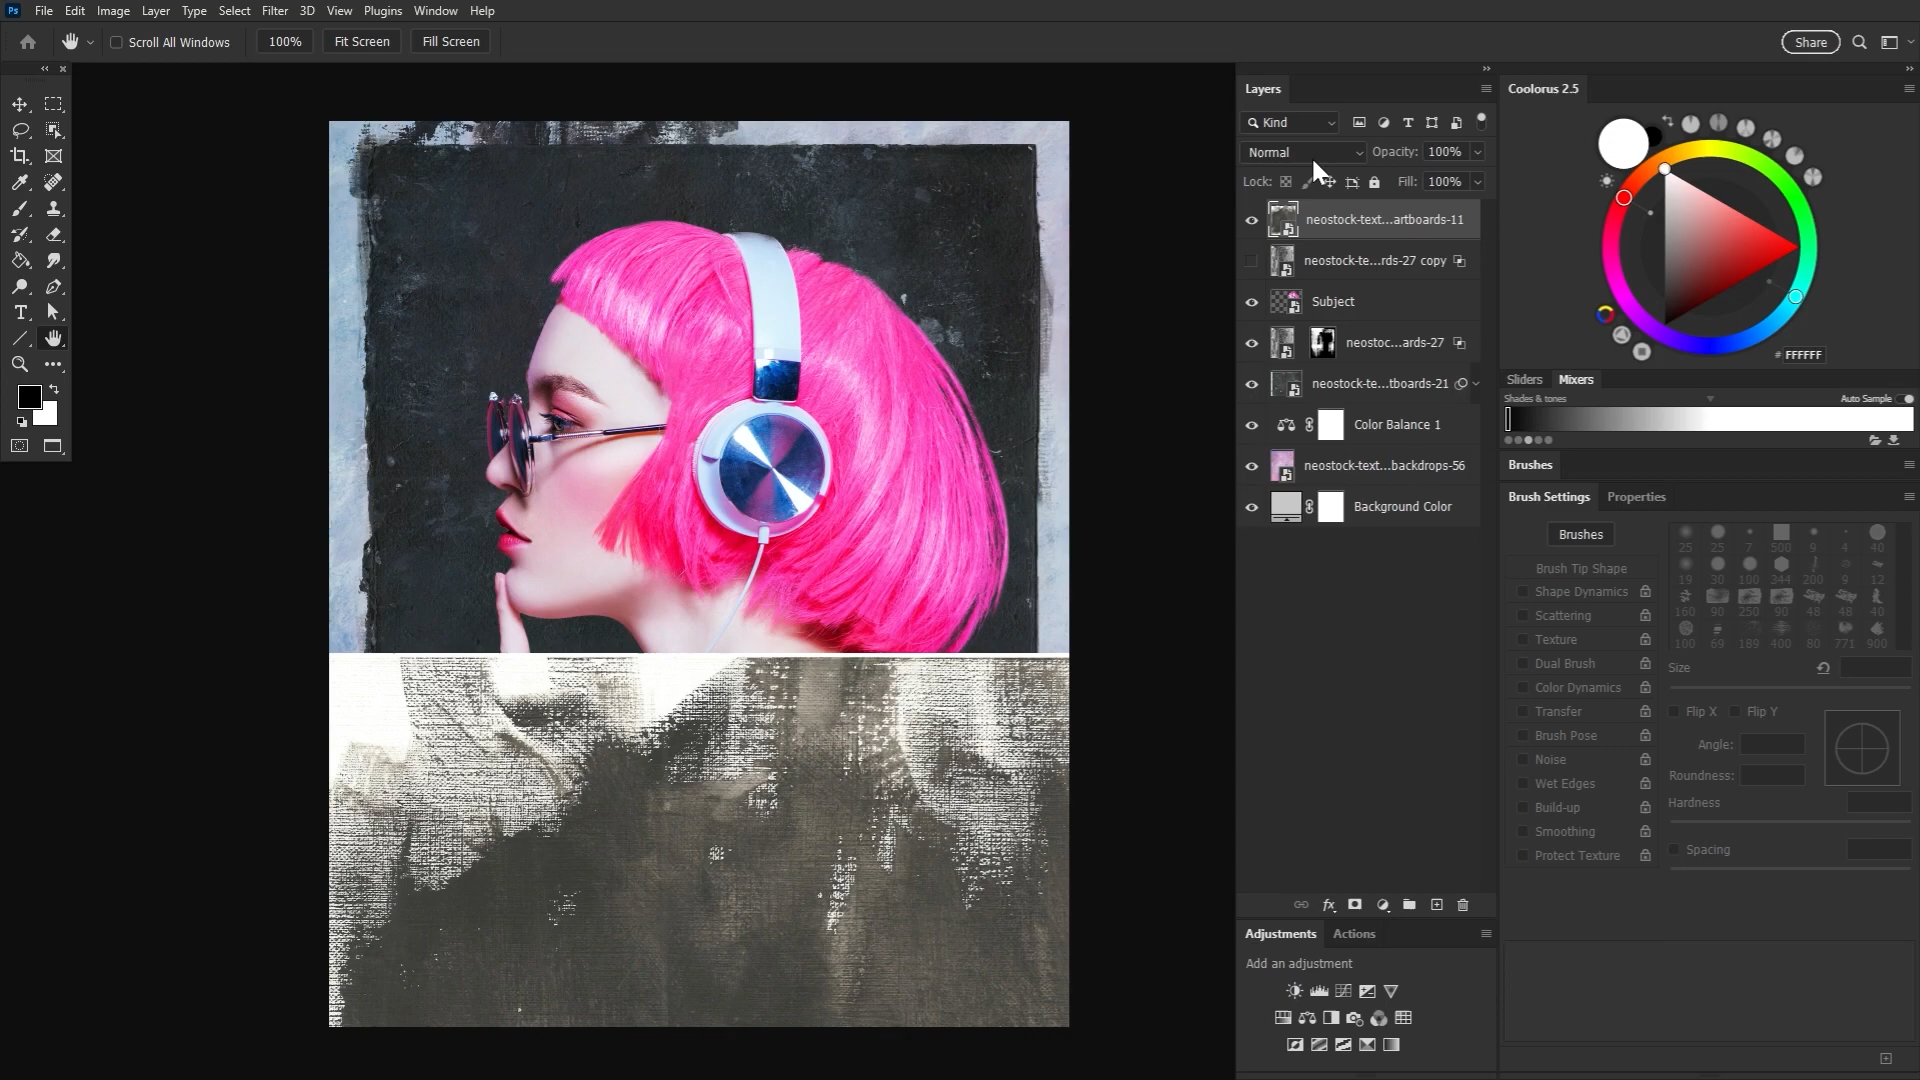 Ps File Edit Image Layer Type Select Filter 3D View Plugins Window Help
Scroll All Windows 100% Fit Screen Fill Screen Share
Layers
Kind
Normal Opacity: 100%
Lock: Fill: 100%
neostock-text...artboards-11
neostock-te...rds-27 copy
Subject
neostoc...ards-27
neostock-te...tboards-21
Color Balance 1
neostock-text...backdrops-56
Background Color
Adjustments Actions
Add an adjustment
Coolorus 2.5
# FFFFFF
Sliders Mixers
Shades & tones Auto Sample
Brushes
Brush Settings Properties
Brushes
Brush Tip Shape
Shape Dynamics
Scattering
Texture
Dual Brush
Color Dynamics
Transfer
Brush Pose
Noise
Wet Edges
Build-up
Smoothing
Protect Texture
25 25 7 500 9 4 40
19 30 100 344 200 9 12
160 90 250 90 48 48 40
100 69 189 400 80 771 900
Size
Flip X Flip Y
Angle:
Roundness:
Hardness
Spacing